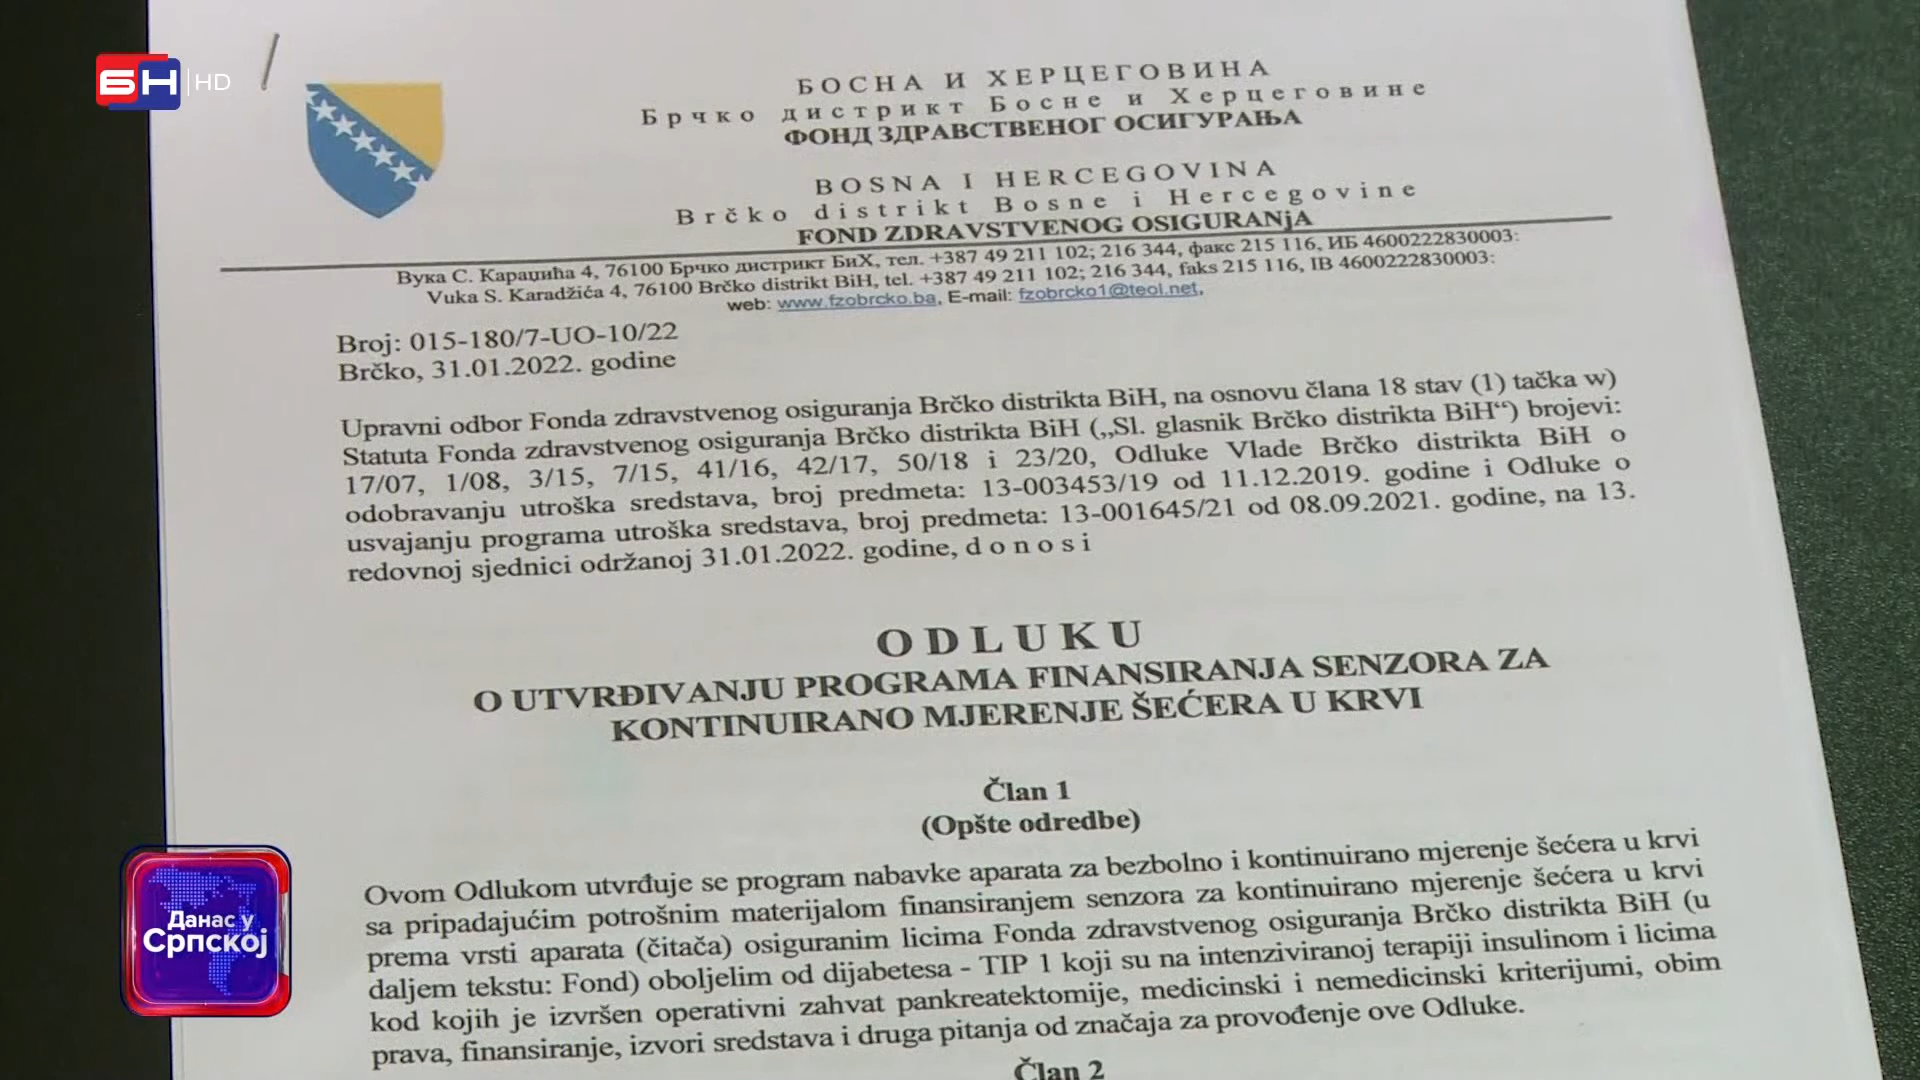 БН HD
БОСНА И ХЕРЦЕГОВИНА
Брчко дистрикт Босне и Херцеговине
ФОНД ЗДРАВСТВЕНОГ ОСИГУРАЊА
BOSNA I HERCEGOVINA
Brčko distrikt Bosne i Hercegovine
FOND ZDRAVSTVENOG OSIGURANjA
Вука С. Караџића 4, 76100 Брчко дистрикт БиХ, тел. +387 49 211 102; 216 344, факс 215 116, ИБ 4600222830003:
Vuka S. Karadžića 4, 76100 Brčko distrikt BiH, tel. +387 49 211 102; 216 344, faks 215 116, IB 4600222830003:
web: www.fzobrcko.ba, E-mail: fzobrcko1@teol.net,
Broj: 015-180/7-UO-10/22
Brčko, 31.01.2022. godine
Upravni odbor Fonda zdravstvenog osiguranja Brčko distrikta BiH, na osnovu člana 18 stav (1) tačka w)
Statuta Fonda zdravstvenog osiguranja Brčko distrikta BiH („Sl. glasnik Brčko distrikta BiH“) brojevi:
17/07, 1/08, 3/15, 7/15, 41/16, 42/17, 50/18 i 23/20, Odluke Vlade Brčko distrikta BiH o
odobravanju utroška sredstava, broj predmeta: 13-003453/19 od 11.12.2019. godine i Odluke o
usvajanju programa utroška sredstava, broj predmeta: 13-001645/21 od 08.09.2021. godine, na 13.
redovnoj sjednici održanoj 31.01.2022. godine, d o n o s i
O D L U K U
O UTVRĐIVANJU PROGRAMA FINANSIRANJA SENZORA ZA
KONTINUIRANO MJERENJE ŠEĆERA U KRVI
Član 1
(Opšte odredbe)
Ovom Odlukom utvrđuje se program nabavke aparata za bezbolno i kontinuirano mjerenje šećera u krvi
sa pripadajućim potrošnim materijalom finansiranjem senzora za kontinuirano mjerenje šećera u krvi
prema vrsti aparata (čitača) osiguranim licima Fonda zdravstvenog osiguranja Brčko distrikta BiH (u
daljem tekstu: Fond) oboljelim od dijabetesa - TIP 1 koji su na intenziviranoj terapiji insulinom i licima
kod kojih je izvršen operativni zahvat pankreatektomije, medicinski i nemedicinski kriterijumi, obim
prava, finansiranje, izvori sredstava i druga pitanja od značaja za provođenje ove Odluke.
Član 2
Данас у
Српској